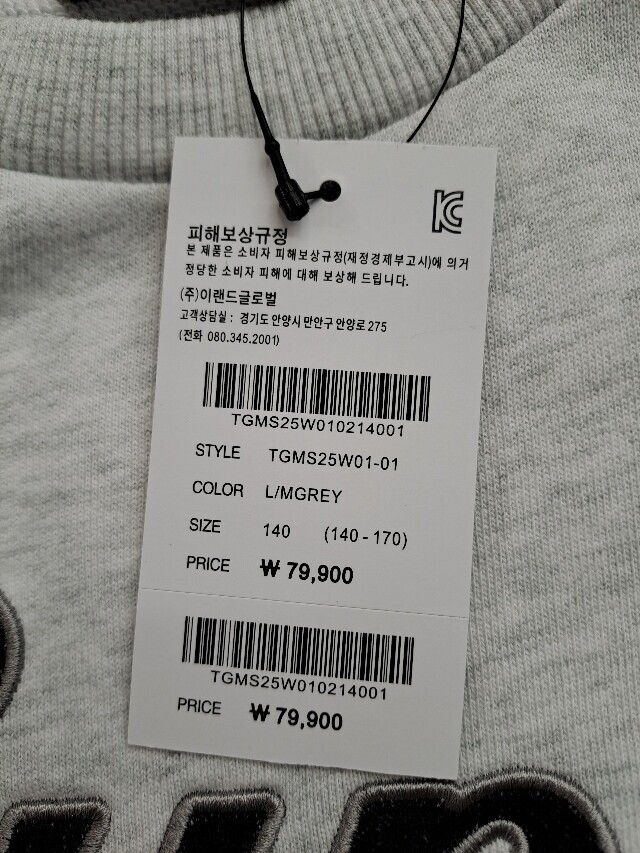 KC
피해보상규정
본 제품은 소비자 피해보상규정(재정경제부고시)에 의거
정당한 소비자 피해에 대해 보상해 드립니다.
(주)이랜드글로벌
고객상담실 : 경기도 안양시 만안구 안양로 275
(전화 080.345.2001)
TGMS25W010214001
STYLE TGMS25W01-01
COLOR L/MGREY
SIZE 140 (140-170)
PRICE ₩ 79,900
TGMS25W010214001
PRICE ₩ 79,900